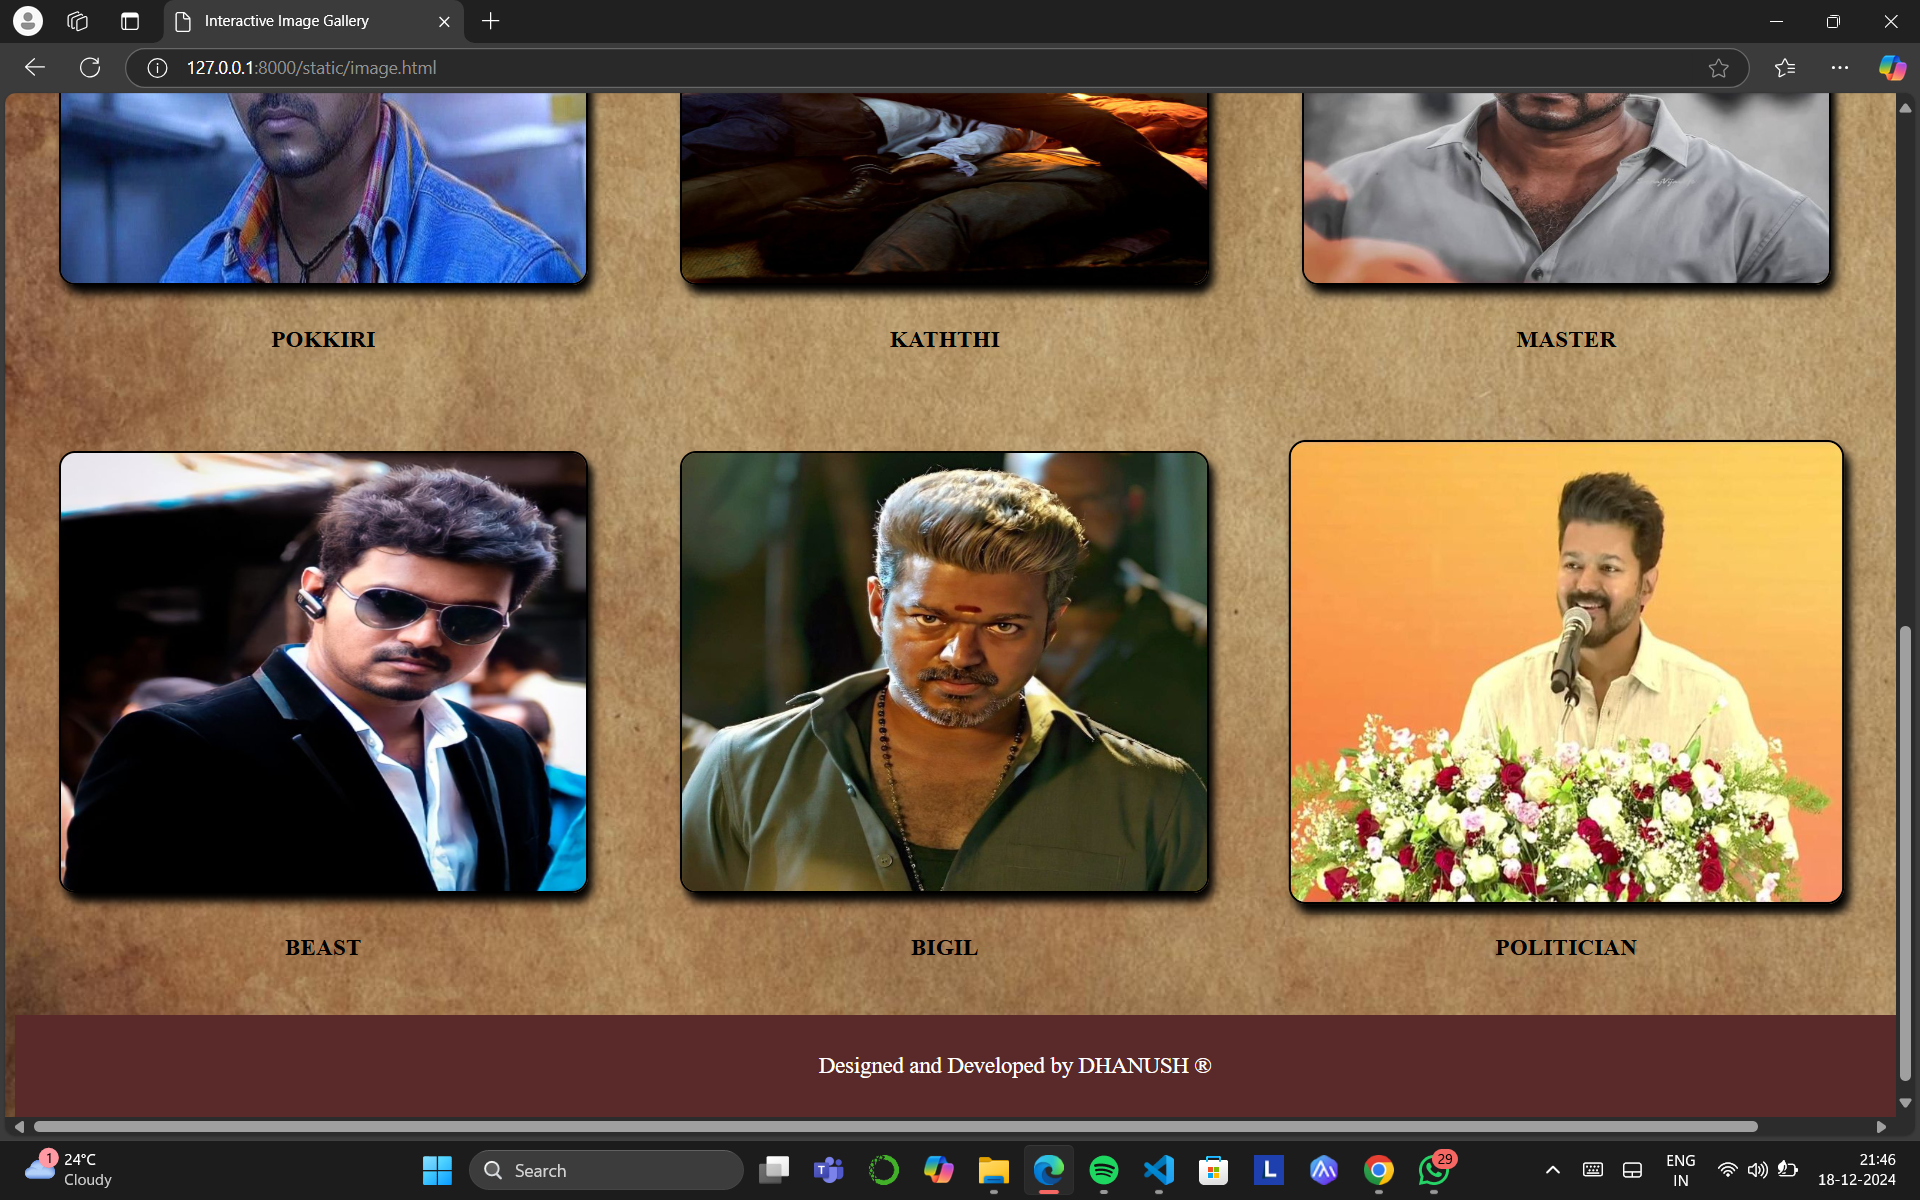 Interactive Image Gallery
127.0.0.1:8000/static/image.html
POKKIRI
KATHTHI
MASTER
BEAST
BIGIL
POLITICIAN
Designed and Developed by DHANUSH ®
1
24°C
Cloudy
Search
T
L
29
ENG
IN
21:46
18-12-2024